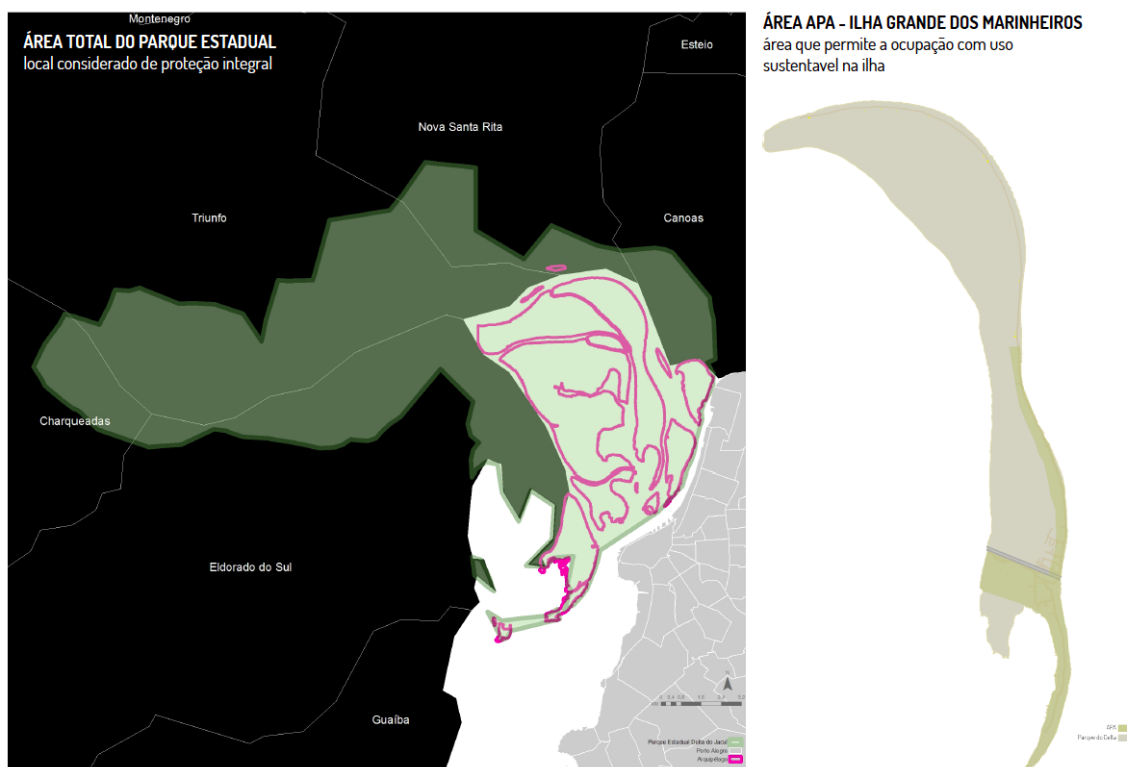 Montenegro
ÁREA TOTAL DO PARQUE ESTADUAL
local considerado de proteção integral
Esteio
Nova Santa Rita
Triunfo
Canoas
Charqueadas
Eldorado do Sul
Guaíba
Parque Estadual Delta do Jacuí
Porto Alegre
Arquipélago
ÁREA APA - ILHA GRANDE DOS MARINHEIROS
área que permite a ocupação com uso
sustentavel na ilha
APA
Parque do Delta